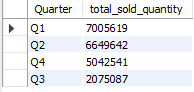 Quarter total_sold_quantity
Q1 7005619
Q2 6649642
Q4 5042541
Q3 2075087